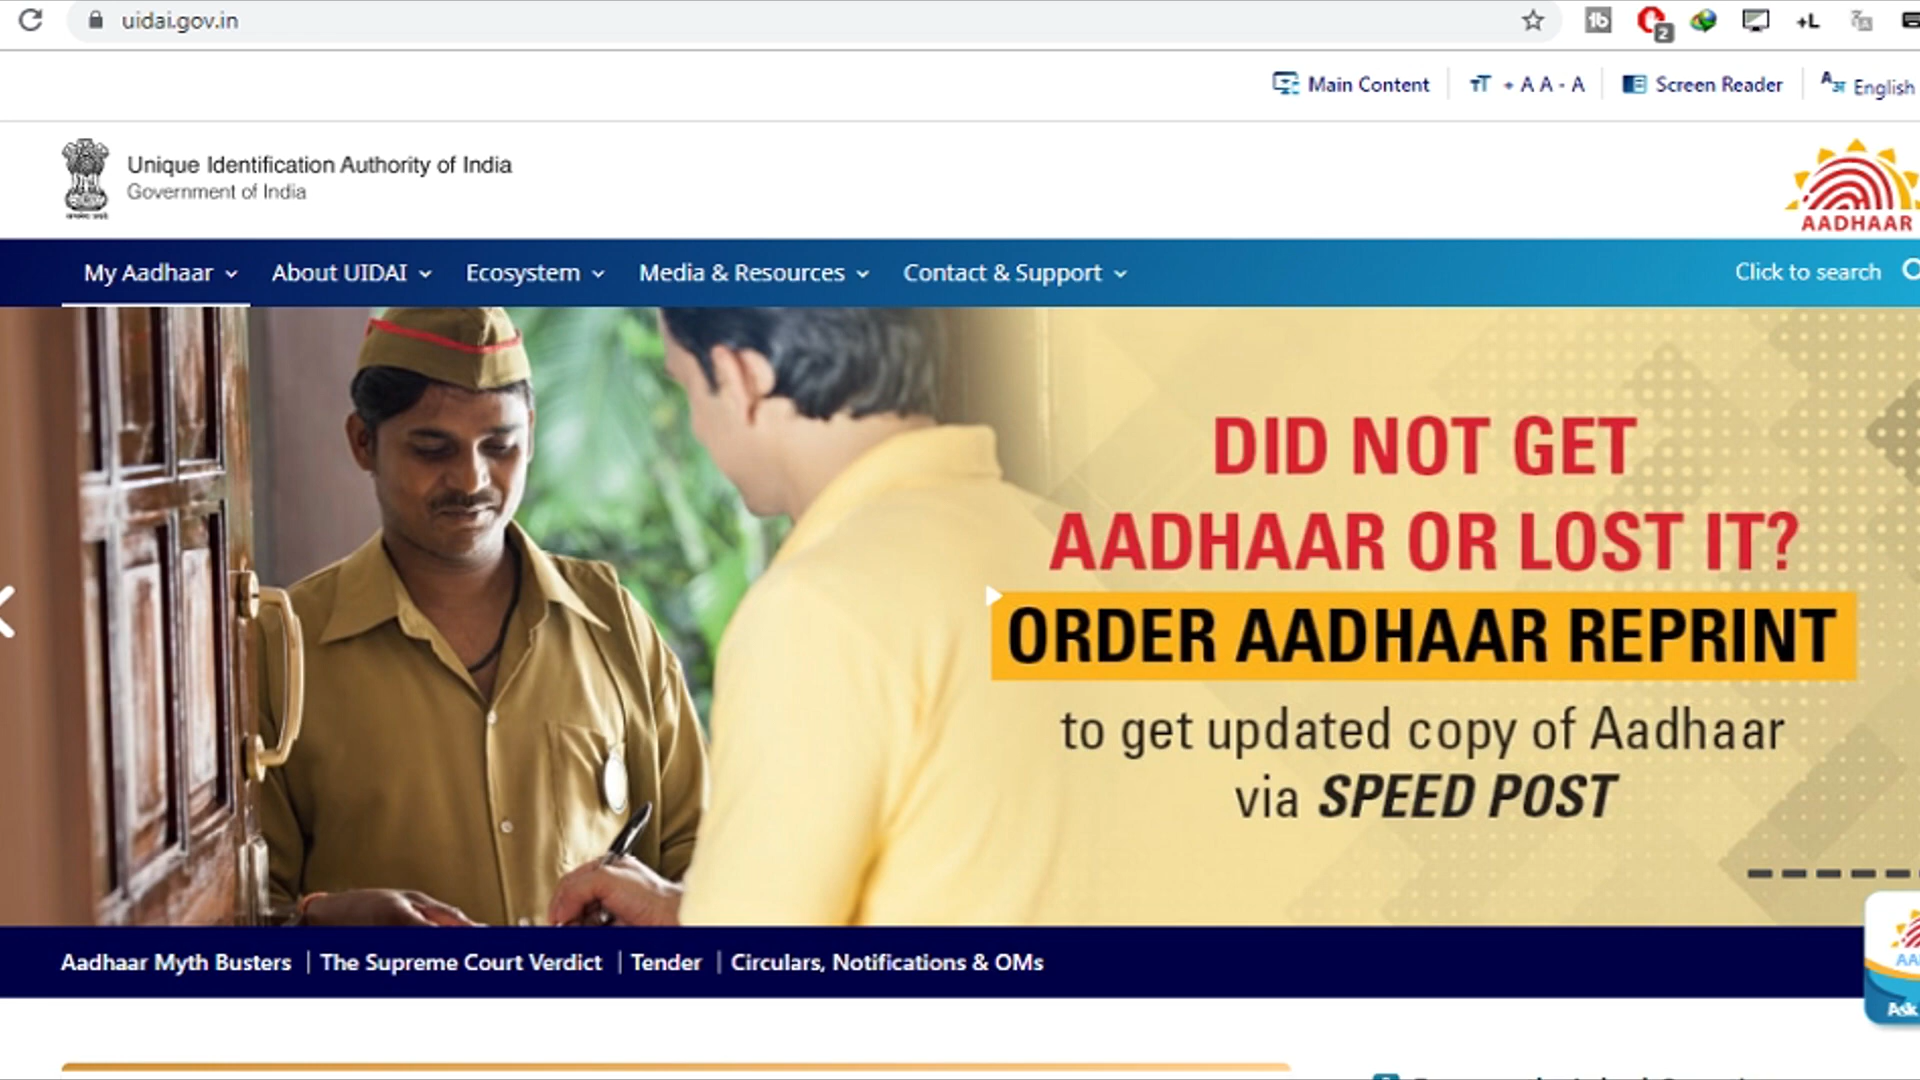 uidai.gov.in
2
Main Content
+ A A - A
Screen Reader
English
Unique Identification Authority of India
Government of India
AADHAAR
My Aadhaar
About UIDAI
Ecosystem
Media & Resources
Contact & Support
Click to search
DID NOT GET
AADHAAR OR LOST IT?
ORDER AADHAAR REPRINT
to get updated copy of Aadhaar
via SPEED POST
Aadhaar Myth Busters | The Supreme Court Verdict | Tender | Circulars, Notifications & OMs
Ask